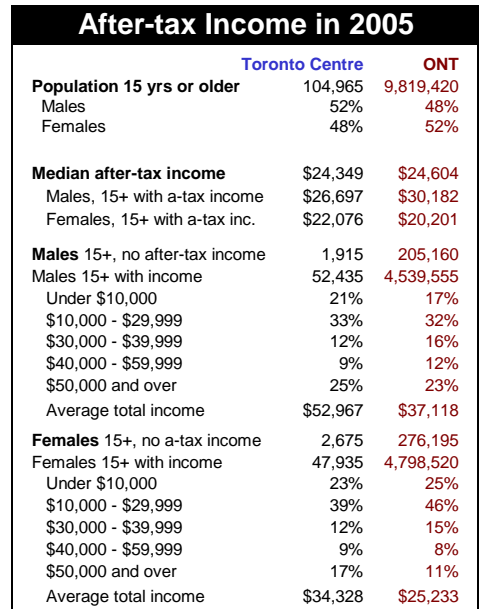 After-tax Income in 2005
Toronto Centre ONT
Population 15 yrs or older 104,965 9,819,420
Males 52% 48%
Females 48% 52%
Median after-tax income $24,349 $24,604
Males, 15+ with a-tax income $26,697 $30,182
Females, 15+ with a-tax inc. $22,076 $20,201
Males 15+, no after-tax income 1,915 205,160
Males 15+ with income 52,435 4,539,555
Under $10,000 21% 17%
$10,000 - $29,999 33% 32%
$30,000 - $39,999 12% 16%
$40,000 - $59,999 9% 12%
$50,000 and over 25% 23%
Average total income $52,967 $37,118
Females 15+, no a-tax income 2,675 276,195
Females 15+ with income 47,935 4,798,520
Under $10,000 23% 25%
$10,000 - $29,999 39% 46%
$30,000 - $39,999 12% 15%
$40,000 - $59,999 9% 8%
$50,000 and over 17% 11%
Average total income $34,328 $25,233